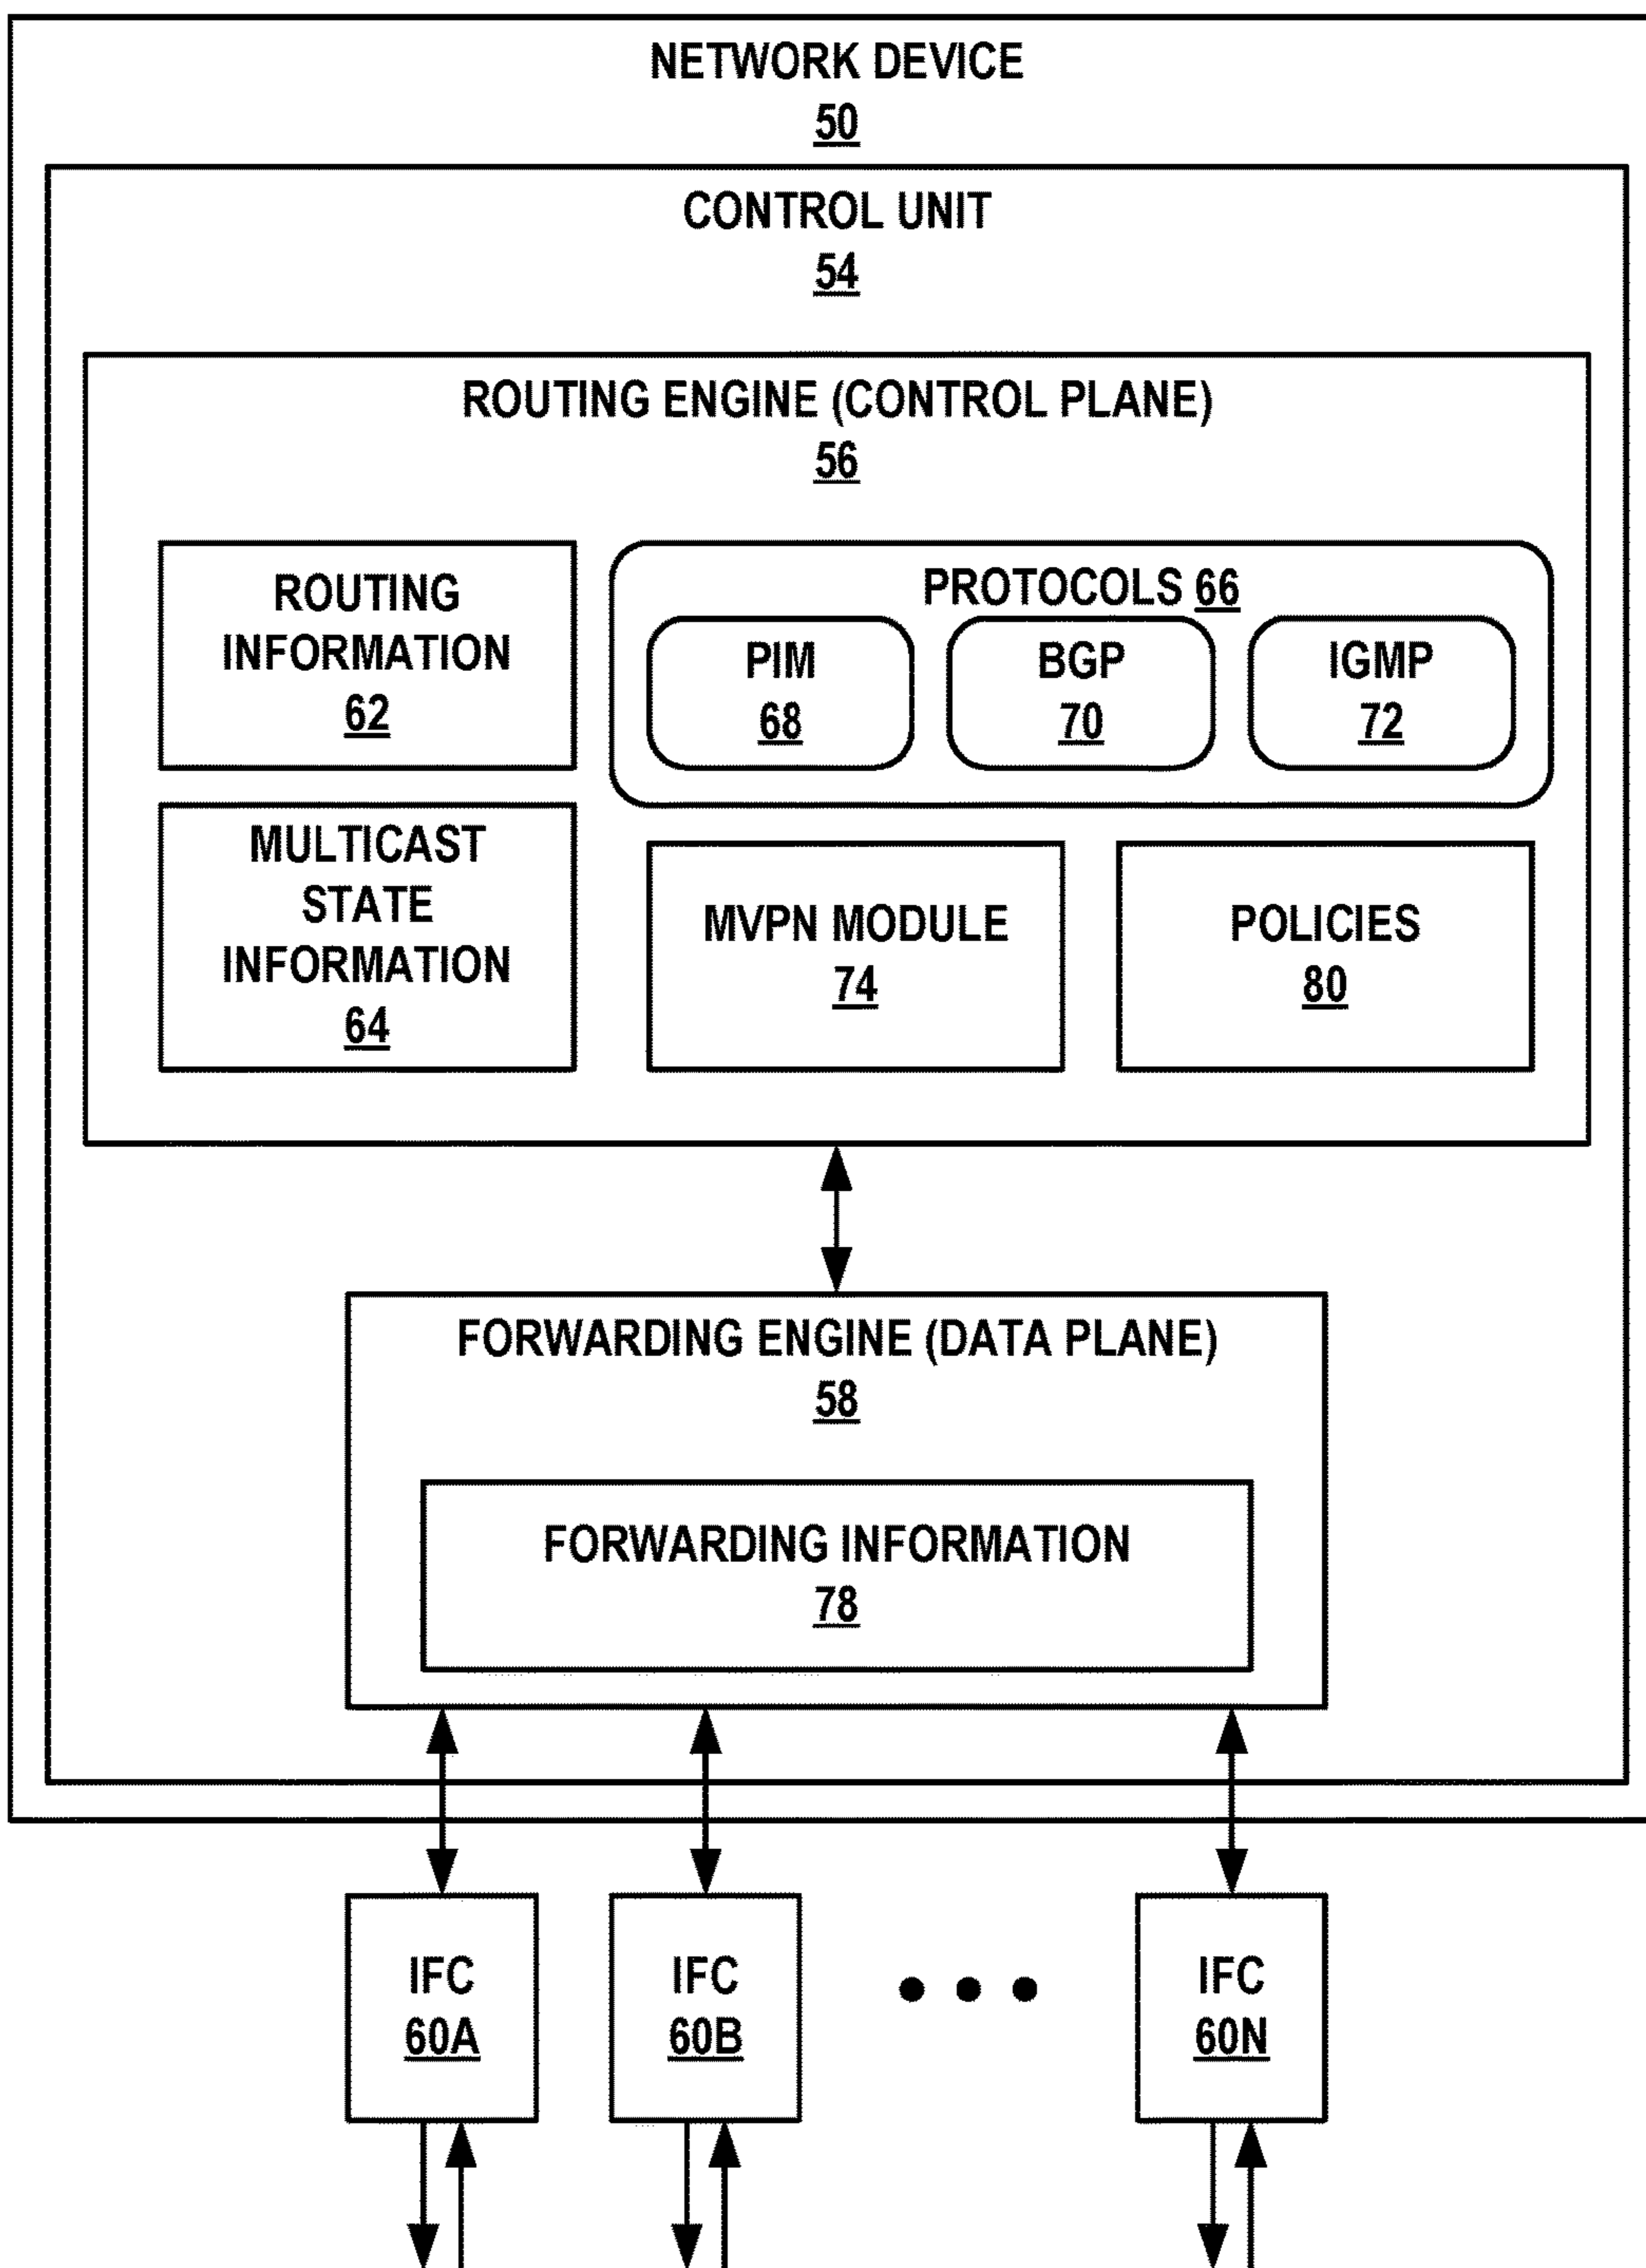 NETWORK DEVICE
50
CONTROL UNIT
54
ROUTING ENGINE (CONTROL PLANE)
56
ROUTING
INFORMATION
62
PROTOCOLS 66
PIM
68
BGP
70
IGMP
72
MULTICAST
STATE
INFORMATION
64
MVPN MODULE
74
POLICIES
80
FORWARDING ENGINE (DATA PLANE)
58
FORWARDING INFORMATION
78
IFC
60A
IFC
60B
IFC
60N